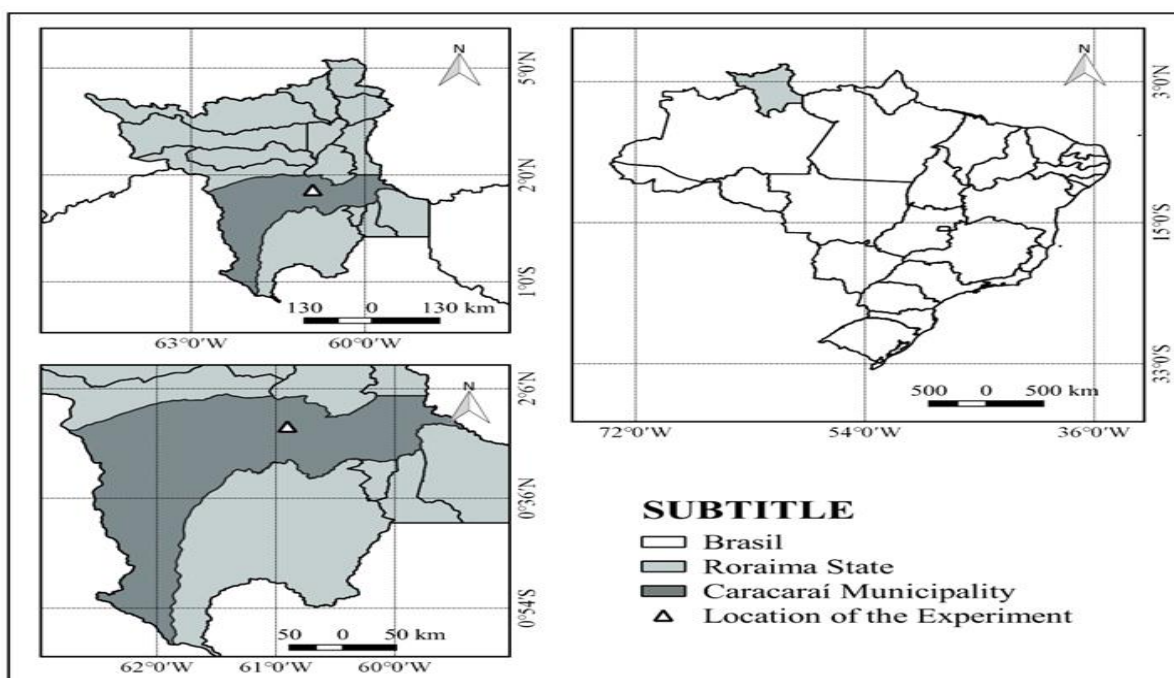 N
5°0'N
2°0'N
1°0'S
130 0 130 km
63°0'W 60°0'W
N
3°0'N
15°0'S
33°0'S
500 0 500 km
72°0'W 54°0'W 36°0'W
N
2°6'N
0°36'N
0°54'S
50 0 50 km
62°0'W 61°0'W 60°0'W
SUBTITLE
Brasil
Roraima State
Caracaraí Municipality
Location of the Experiment